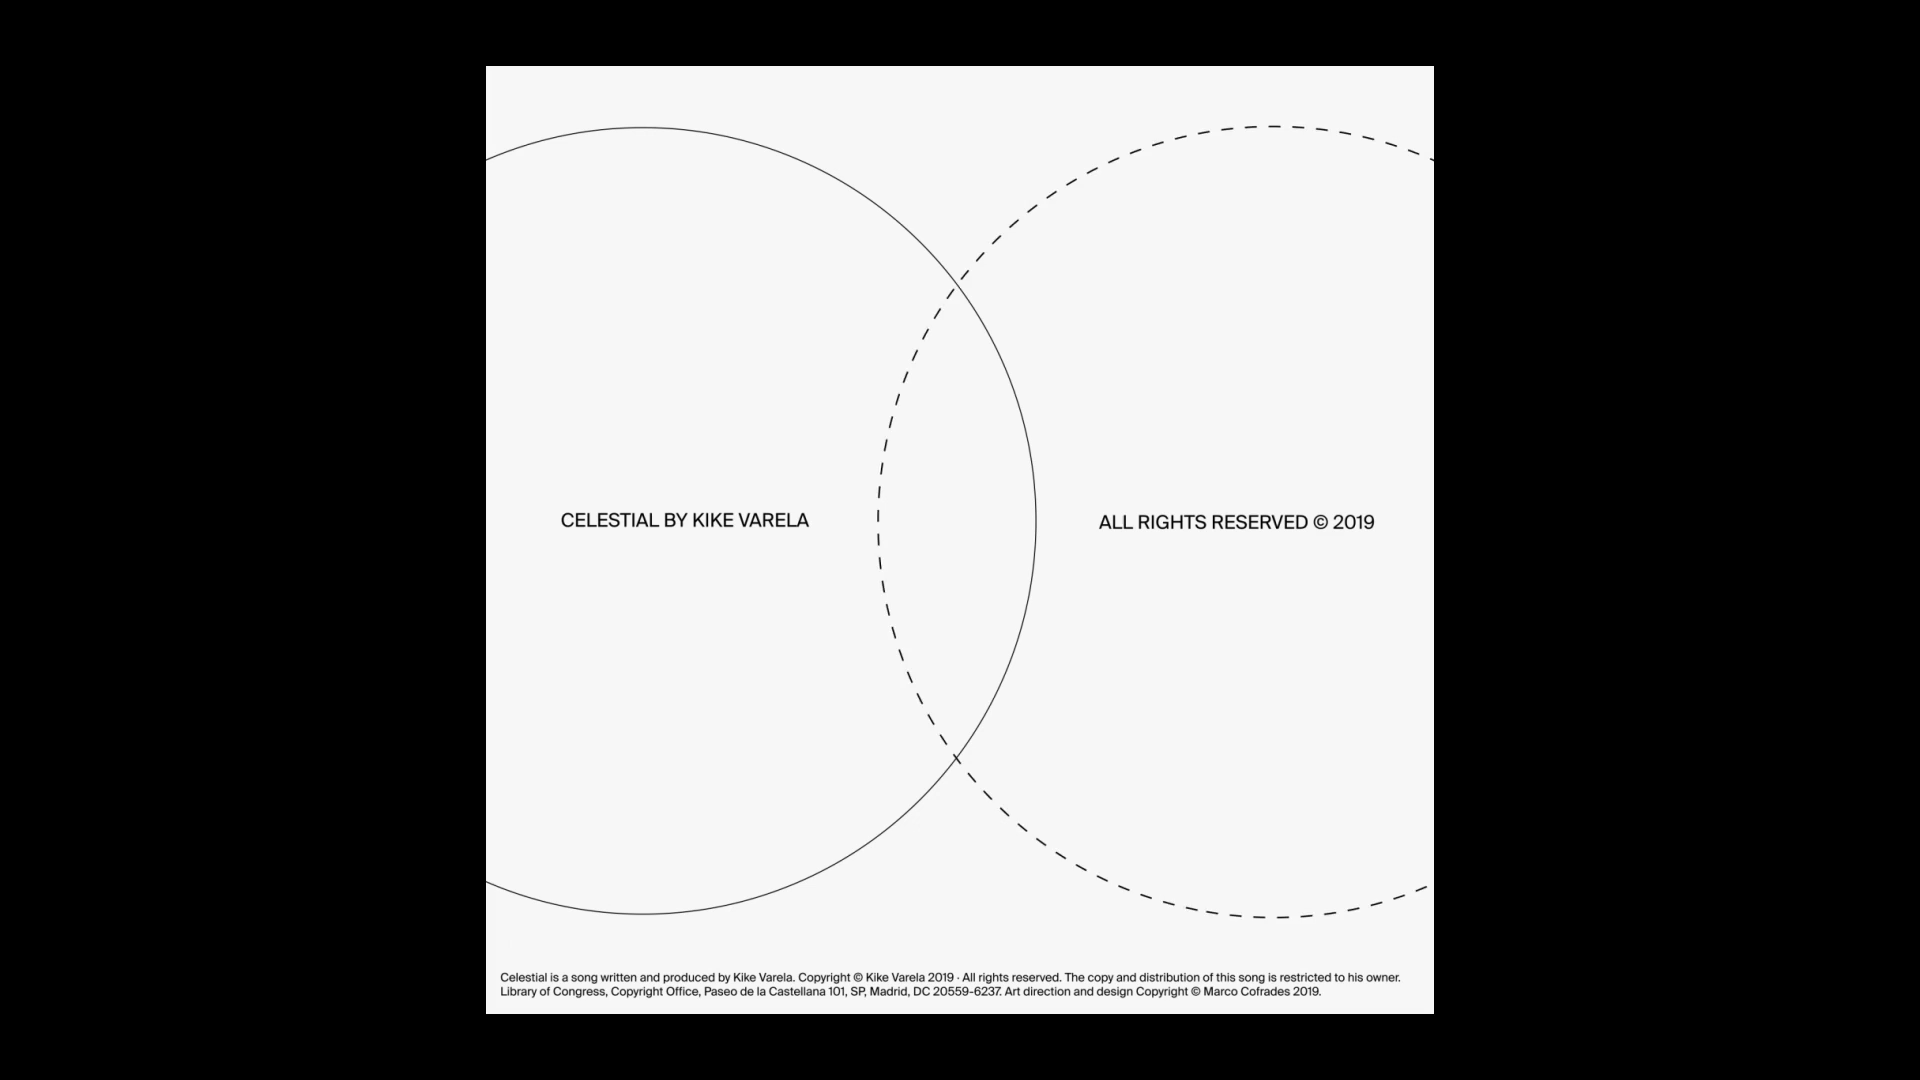 CELESTIAL BY KIKE VARELA
ALL RIGHTS RESERVED © 2019
Celestial is a song written and produced by Kike Varela. Copyright © Kike Varela 2019 · All rights reserved. The copy and distribution of this song is restricted to his owner.
Library of Congress, Copyright Office, Paseo de la Castellana 101, SP, Madrid, DC 20559-6237. Art direction and design Copyright © Marco Cofrades 2019.